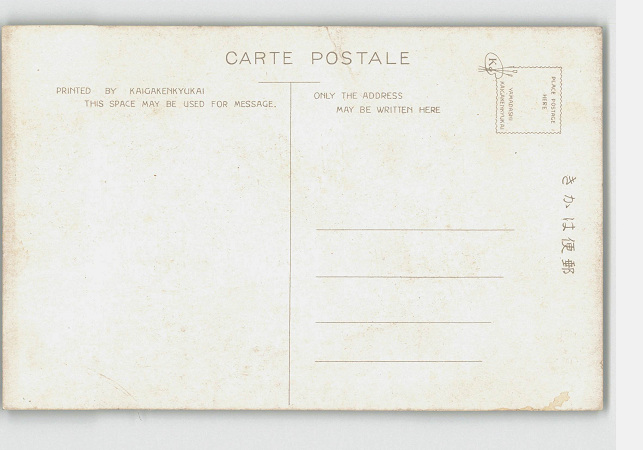 CARTE POSTALE
PRINTED BY KAIGAKENKYUKAI
THIS SPACE MAY BE USED FOR MESSAGE.
ONLY THE ADDRESS
MAY BE WRITTEN HERE
PLACE POSTAGE
HERE
KAIGAKENKYUKAI
きかは便郵